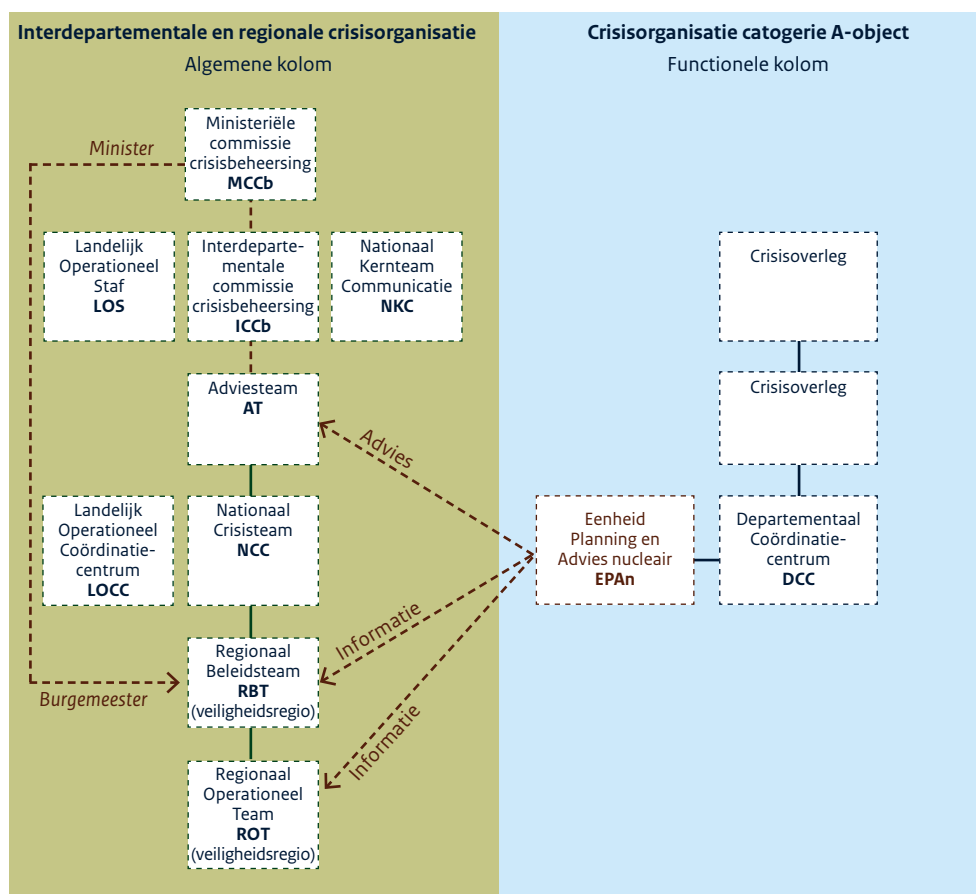 Interdepartementale en regionale crisisorganisatie
Algemene kolom
Crisisorganisatie catogerie A-object
Functionele kolom
Ministeriële
commissie
crisisbeheersing
MCCb
Minister
Landelijk
Operationeel
Staf
LOS
Interdeparte-
mentale
commissie
crisisbeheersing
ICCb
Nationaal
Kernteam
Communicatie
NKC
Crisisoverleg
Adviesteam
AT
Crisisoverleg
Advies
Landelijk
Operationeel
Coördinatie-
centrum
LOCC
Nationaal
Crisisteam
NCC
Eenheid
Planning en
Advies nucleair
EPAn
Departementaal
Coördinatie-
centrum
DCC
Informatie
Regionaal
Beleidsteam
RBT
(veiligheidsregio)
Burgemeester
Informatie
Regionaal
Operationeel
Team
ROT
(veiligheidsregio)